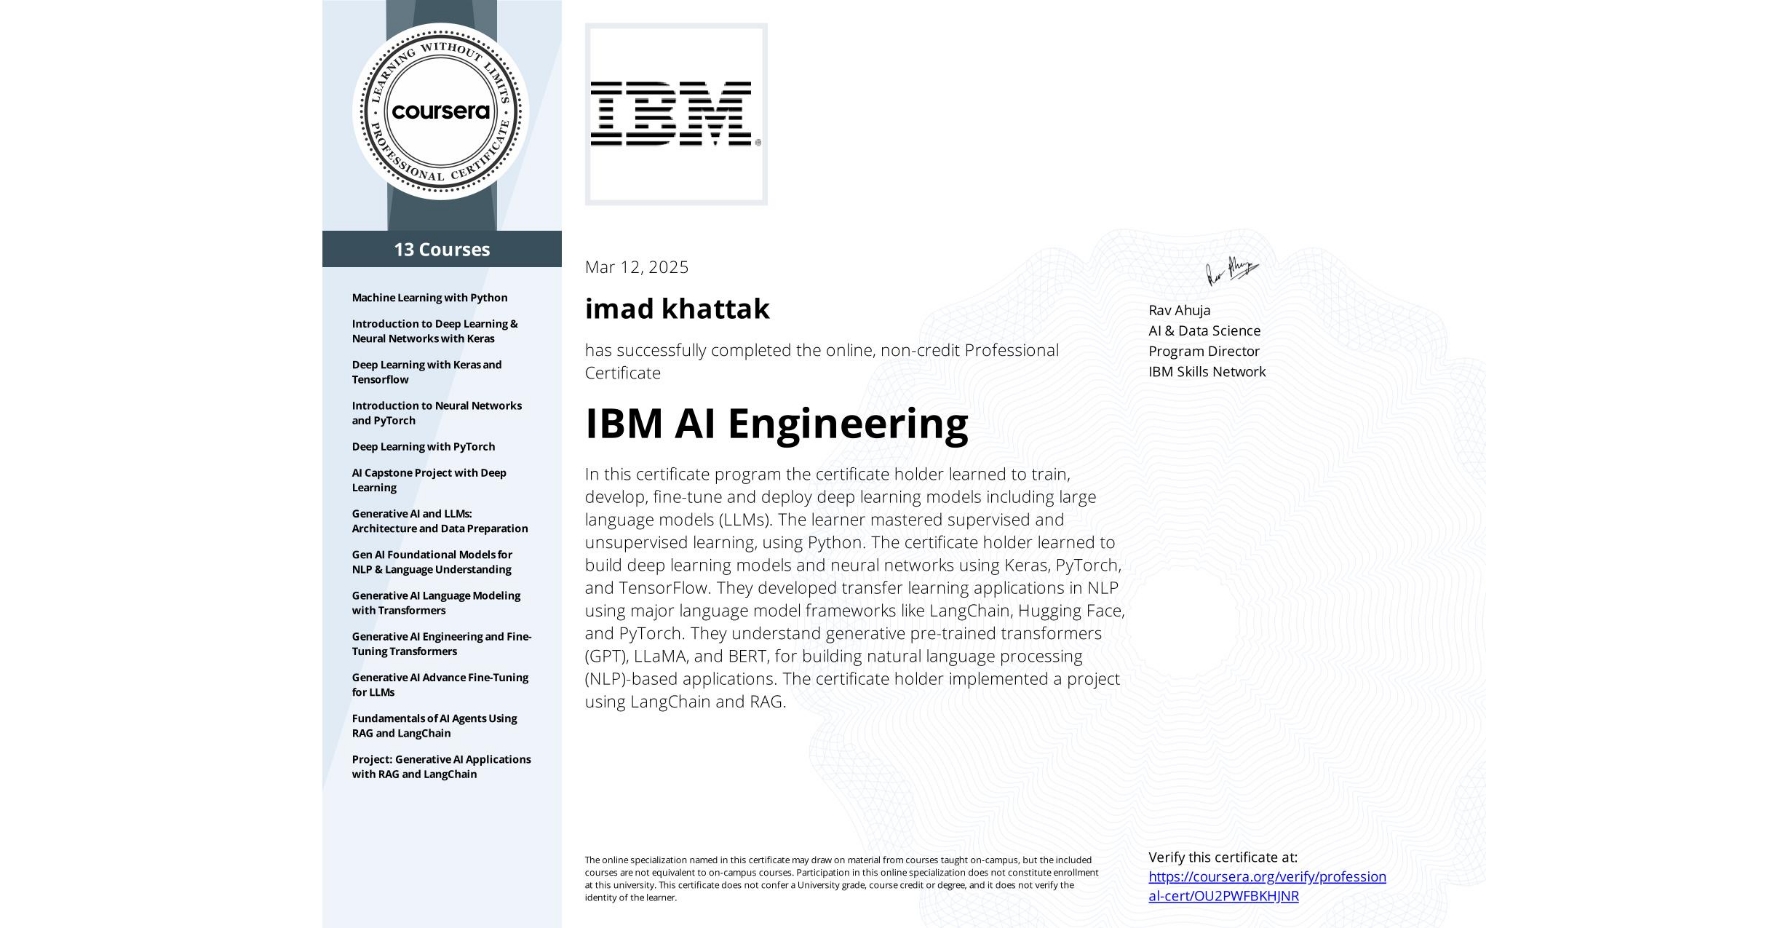 LEARNING WITHOUT LIMITS
coursera
PROFESSIONAL CERTIFICATE
13 Courses
Machine Learning with Python
Introduction to Deep Learning &
Neural Networks with Keras
Deep Learning with Keras and
Tensorflow
Introduction to Neural Networks
and PyTorch
Deep Learning with PyTorch
AI Capstone Project with Deep
Learning
Generative AI and LLMs:
Architecture and Data Preparation
Gen AI Foundational Models for
NLP & Language Understanding
Generative AI Language Modeling
with Transformers
Generative AI Engineering and Fine-
Tuning Transformers
Generative AI Advance Fine-Tuning
for LLMs
Fundamentals of AI Agents Using
RAG and LangChain
Project: Generative AI Applications
with RAG and LangChain
IBM®
Mar 12, 2025
imad khattak
has successfully completed the online, non-credit Professional
Certificate
IBM AI Engineering
In this certificate program the certificate holder learned to train,
develop, fine-tune and deploy deep learning models including large
language models (LLMs). The learner mastered supervised and
unsupervised learning, using Python. The certificate holder learned to
build deep learning models and neural networks using Keras, PyTorch,
and TensorFlow. They developed transfer learning applications in NLP
using major language model frameworks like LangChain, Hugging Face,
and PyTorch. They understand generative pre-trained transformers
(GPT), LLaMA, and BERT, for building natural language processing
(NLP)-based applications. The certificate holder implemented a project
using LangChain and RAG.
The online specialization named in this certificate may draw on material from courses taught on-campus, but the included
courses are not equivalent to on-campus courses. Participation in this online specialization does not constitute enrollment
at this university. This certificate does not confer a University grade, course credit or degree, and it does not verify the
identity of the learner.
Rav Ahuja
Rav Ahuja
AI & Data Science
Program Director
IBM Skills Network
Verify this certificate at:
https://coursera.org/verify/profession
al-cert/OU2PWFBKHJNR